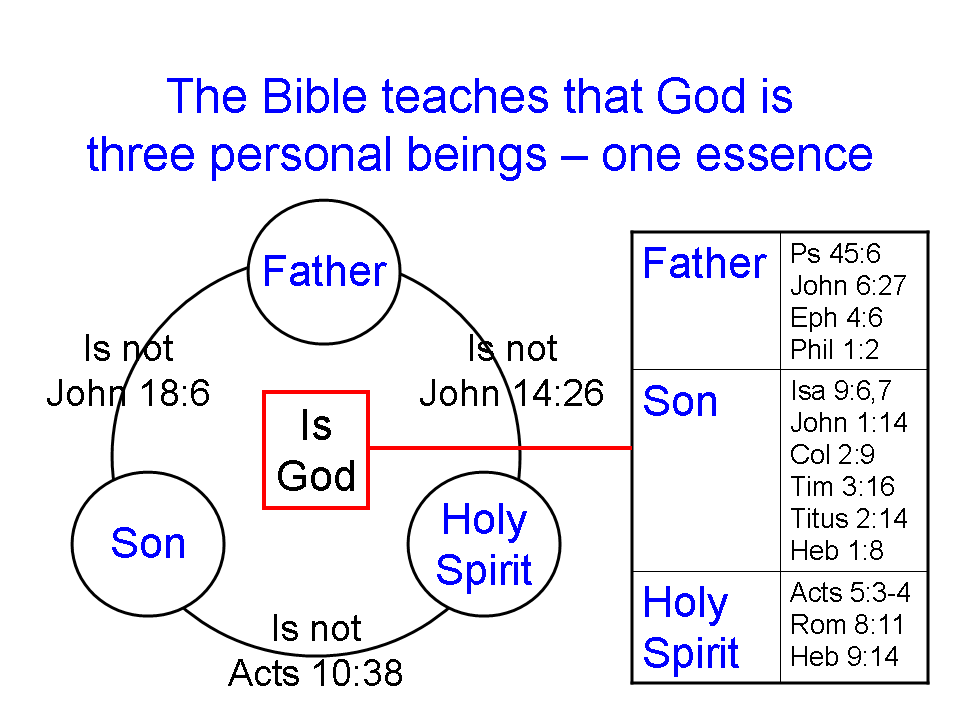 The Bible teaches that God is
three personal beings – one essence
Father
Is not
John 18:6
Is not
John 14:26
Is
God
Son
Holy
Spirit
Is not
Acts 10:38
Father
Ps 45:6
John 6:27
Eph 4:6
Phil 1:2
Son
Isa 9:6,7
John 1:14
Col 2:9
Tim 3:16
Titus 2:14
Heb 1:8
Holy
Spirit
Acts 5:3-4
Rom 8:11
Heb 9:14